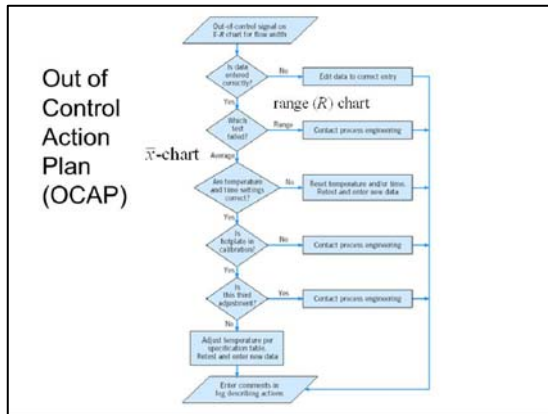 Out of
Control
Action
Plan
(OCAP)
Out-of-control signal on
x̄-R chart for flow width
Is data
entered
correctly?
No
Edit data to correct entry
Yes
range (R) chart
Which
test
failed?
Range
Contact process engineering
x̄-chart
Average
Are temperature
and time settings
correct?
No
Reset temperature and/or time.
Retest and enter new data
Yes
Is
hotplate in
calibration?
No
Contact process engineering
Yes
Is
this third
adjustment?
Yes
Contact process engineering
No
Adjust temperature per
specification table.
Retest and enter new data
Enter comments in
log describing actions